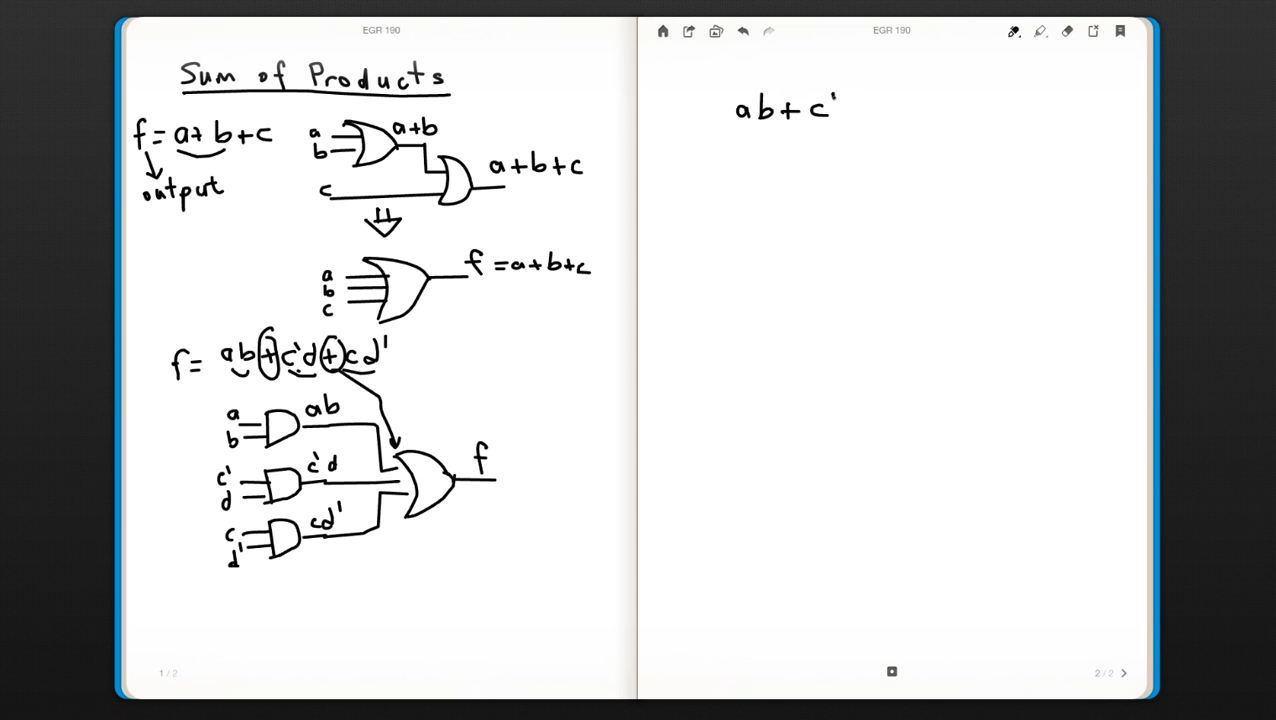 EGR 190
Sum of Products
f = a+ b+c
output
a
b
a+b
c
a+b+c
a
b
c
f = a+b+c
f = ab + c'd + cd'
a
b
ab
c'
d
c'd
c
d'
cd'
f
1 / 2
EGR 190
ab + c'
2 / 2